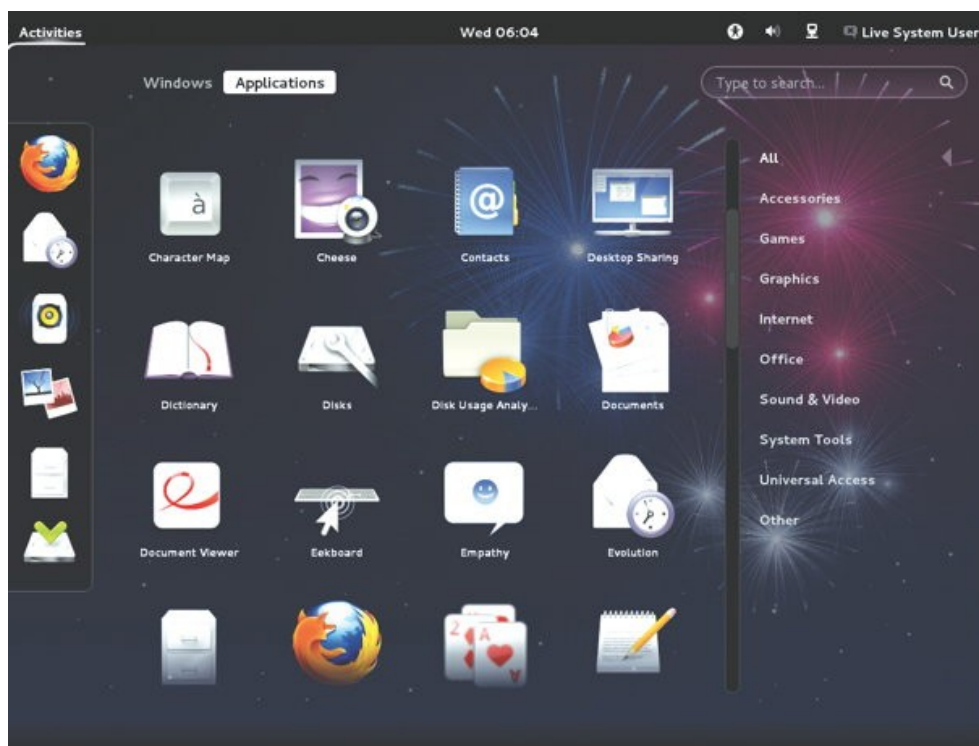 Activities Wed 06:04 Live System User
Windows Applications Type to search...
All
Accessories
Games
Graphics
Internet
Office
Sound & Video
System Tools
Universal Access
Other
à @
Character Map Cheese Contacts Desktop Sharing
Dictionary Disks Disk Usage Analy... Documents
Document Viewer Eekboard Empathy Evolution
2 A
A